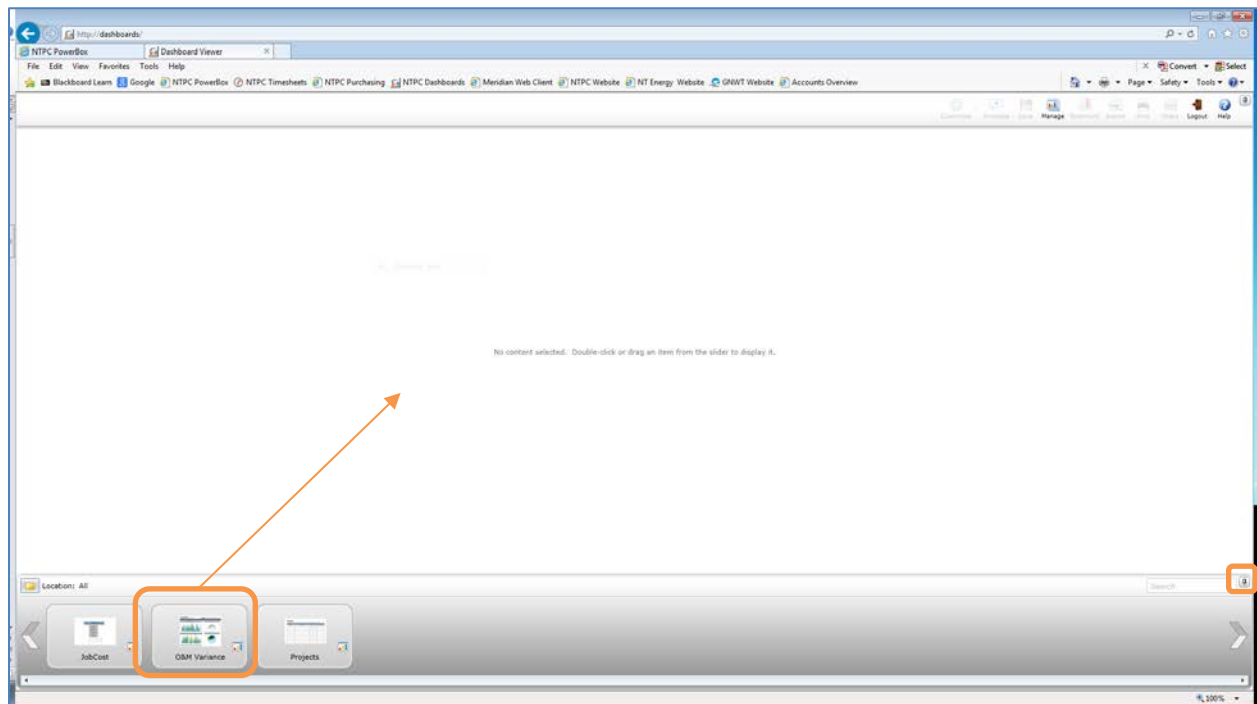 http://dashboards/
NTPC PowerBox Dashboard Viewer
File Edit View Favorites Tools Help Convert Select
Blackboard Learn Google NTPC PowerBox NTPC Timesheets NTPC Purchasing NTPC Dashboards Meridian Web Client NTPC Website NT Energy Website GNWT Website Accounts Overview Page Safety Tools
Manage Logout Help
No content selected. Double-click or drag an item from the slider to display it.
Location: All Search
JobCost O&M Variance Projects
100%